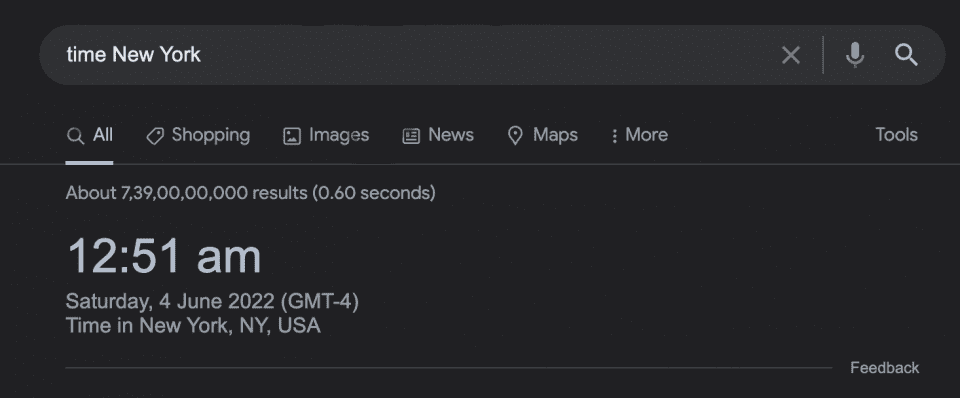 time New York
All Shopping Images News Maps More Tools
About 7,39,00,00,000 results (0.60 seconds)
12:51 am
Saturday, 4 June 2022 (GMT-4)
Time in New York, NY, USA
Feedback